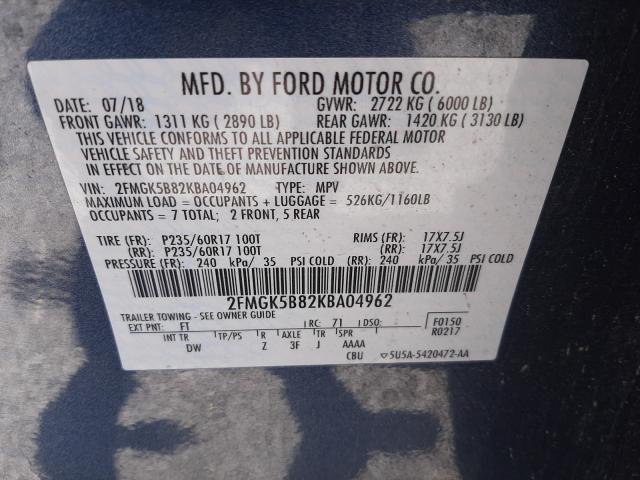 MFD. BY FORD MOTOR CO.
DATE: 07/18 GVWR: 2722 KG ( 6000 LB)
FRONT GAWR: 1311 KG ( 2890 LB) REAR GAWR: 1420 KG ( 3130 LB)
THIS VEHICLE CONFORMS TO ALL APPLICABLE FEDERAL MOTOR
VEHICLE SAFETY AND THEFT PREVENTION STANDARDS
IN EFFECT ON THE DATE OF MANUFACTURE SHOWN ABOVE.
VIN: 2FMGK5B82KBA04962 TYPE: MPV
MAXIMUM LOAD = OCCUPANTS + LUGGAGE = 526KG/1160LB
OCCUPANTS = 7 TOTAL; 2 FRONT, 5 REAR
TIRE (FR): P235/60R17 100T RIMS (FR): 17X7.5J
(RR): P235/60R17 100T (RR): 17X7.5J
PRESSURE (FR): 240 kPa/ 35 PSI COLD (RR): 240 kPa/ 35 PSI COLD
2FMGK5B82KBA04962
TRAILER TOWING - SEE OWNER GUIDE
EXT PNT: FT RC: 71 DSO: F0150
INT TR TP/PS R AXLE TR SPR R0217
DW Z 3F J AAAA
CBU 5U5A-5420472-AA